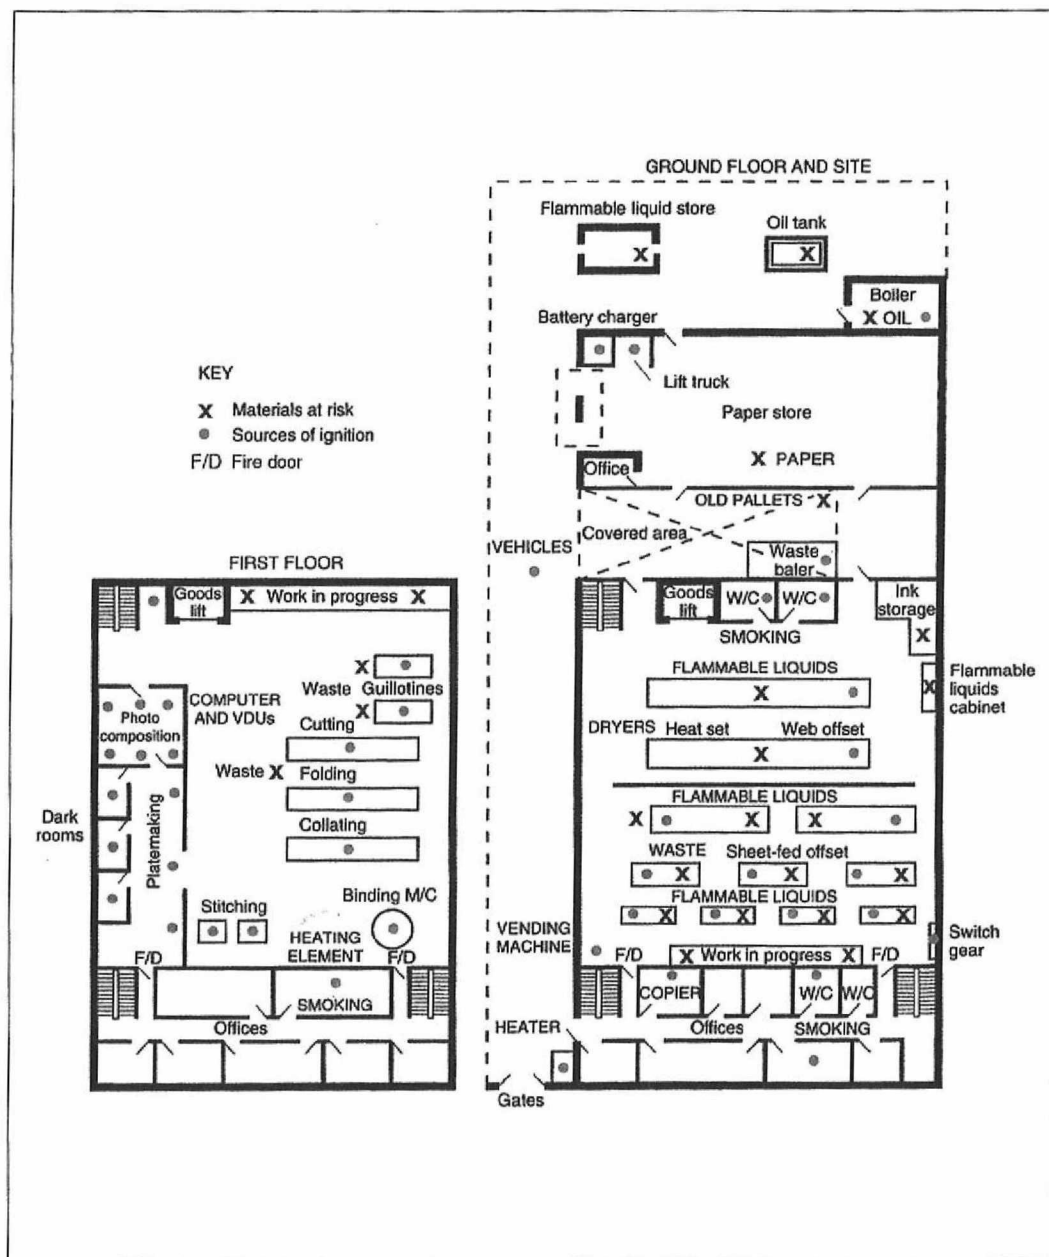 GROUND FLOOR AND SITE
Flammable liquid store
Oil tank
X
X
Boiler
X OIL
Battery charger
Lift truck
KEY
X Materials at risk
Sources of ignition
F/D Fire door
Paper store
X PAPER
Office
OLD PALLETS X
Covered area
VEHICLES
Waste
baler
FIRST FLOOR
Goods
lift
X Work in progress X
Goods
lift
W/C
W/C
Ink
storage
X
SMOKING
X
Waste Guillotines
X
FLAMMABLE LIQUIDS
X
X
Flammable
liquids
cabinet
COMPUTER
AND VDUs
Photo
composition
Cutting
DRYERS Heat set Web offset
X
Waste X
Folding
FLAMMABLE LIQUIDS
X
X
X
Dark
rooms
Platemaking
Collating
WASTE Sheet-fed offset
X
X
X
FLAMMABLE LIQUIDS
X
X
X
X
Binding M/C
Stitching
HEATING
ELEMENT
F/D
F/D
VENDING
MACHINE
Switch
gear
F/D
X Work in progress X
F/D
SMOKING
COPIER
W/C
W/C
Offices
HEATER
Offices
SMOKING
Gates